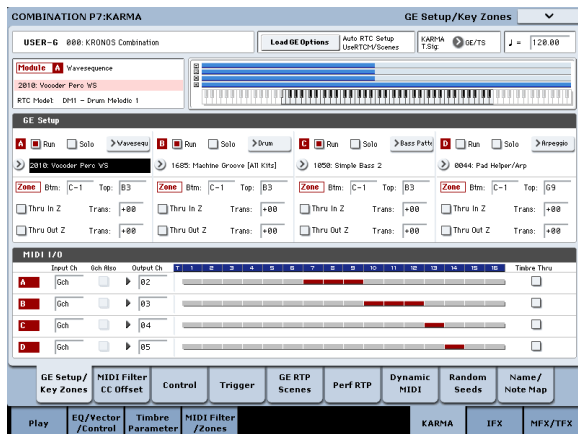 COMBINATION P7:KARMA GE Setup/Key Zones
USER-G 000: KRONOS Combination Load GE Options Auto RTC Setup KARMA GE/TS ♩ = 120.00
UseRTCM/Scenes T.Sig:
Module A Wavesequence
2010: Vocoder Perc WS
RTC Model: DM1 - Drum Melodic 1
A
B
C
D
GE Setup
A Run Solo Wavesequ B Run Solo Drum C Run Solo Bass Patte D Run Solo Arpeggio
2010: Vocoder Perc WS 1685: Machine Groove [All Kits] 1050: Simple Bass 2 0044: Pad Helper/Arp
Zone Btm: C-1 Top: B3 Zone Btm: C-1 Top: B3 Zone Btm: C-1 Top: B3 Zone Btm: C-1 Top: G9
Thru In Z Trans: +00 Thru In Z Trans: +00 Thru In Z Trans: +00 Thru In Z Trans: +00
Thru Out Z Trans: +00 Thru Out Z Trans: +00 Thru Out Z Trans: +00 Thru Out Z Trans: +00
MIDI I/O
Input Ch Gch Also Output Ch T 1 2 3 4 5 6 7 8 9 10 11 12 13 14 15 16 Timbre Thru
A Gch 02
B Gch 03
C Gch 04
D Gch 05
GE Setup/ Key Zones MIDI Filter CC Offset Control Trigger GE RTP Scenes Perf RTP Dynamic MIDI Random Seeds Name/ Note Map
Play EQ/Vector /Control Timbre Parameter MIDI Filter /Zones KARMA IFX MFX/TFX